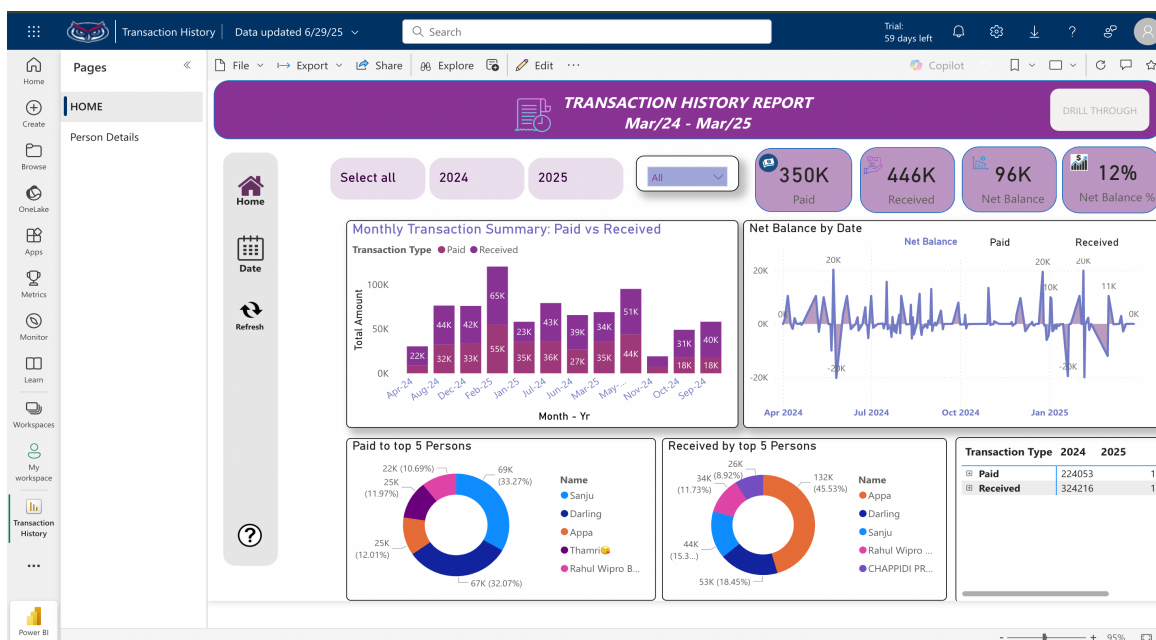 Transaction History
Data updated 6/29/25
Search
Trial:
59 days left
Home
Create
Browse
OneLake
Apps
Metrics
Monitor
Learn
Workspaces
My
workspace
Transaction
History
Power BI
Pages
HOME
Person Details
File
Export
Share
Explore
Edit
Copilot
TRANSACTION HISTORY REPORT
Mar/24 - Mar/25
DRILL THROUGH
Home
Date
Refresh
Select all
2024
2025
All
350K
Paid
446K
Received
96K
Net Balance
12%
Net Balance %
Monthly Transaction Summary: Paid vs Received
Transaction Type Paid Received
Total Amount
100K
50K
0K
22K
44K
32K
42K
33K
65K
55K
23K
35K
43K
36K
39K
27K
34K
35K
51K
44K
31K
18K
40K
18K
Apr-24
Aug-24
Dec-24
Feb-25
Jan-25
Jul-24
Jun-24
Mar-25
May-...
Nov-24
Oct-24
Sep-24
Month - Yr
Net Balance by Date
Net Balance Paid Received
20K
0K
-20K
0K
20K
-20K
20K
10K
20K
-20K
11K
0K
Apr 2024
Jul 2024
Oct 2024
Jan 2025
Paid to top 5 Persons
22K (10.69%)
25K
(11.97%)
25K
(12.01%)
69K
(33.27%)
67K (32.07%)
Name
Sanju
Darling
Appa
Thamri😘
Rahul Wipro B...
Received by top 5 Persons
26K
(8.92%)
34K
(11.73%)
44K
(15.3...)
53K (18.45%)
132K
(45.53%)
Name
Appa
Darling
Sanju
Rahul Wipro ...
CHAPPIDI PR...
Transaction Type 2024 2025
Paid 224053 1
Received 324216 1
95%